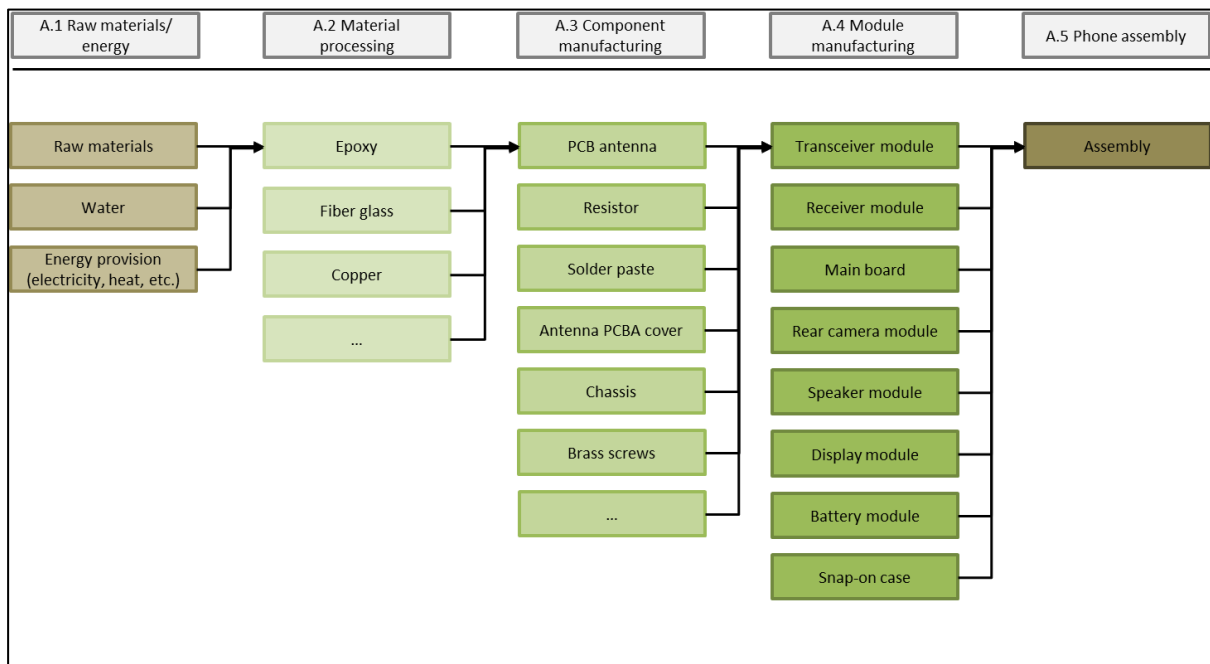 A.1 Raw materials/
energy
A.2 Material
processing
A.3 Component
manufacturing
A.4 Module
manufacturing
A.5 Phone assembly
Raw materials
Water
Energy provision
(electricity, heat, etc.)
Epoxy
Fiber glass
Copper
...
PCB antenna
Resistor
Solder paste
Antenna PCBA cover
Chassis
Brass screws
...
Transceiver module
Receiver module
Main board
Rear camera module
Speaker module
Display module
Battery module
Snap-on case
Assembly